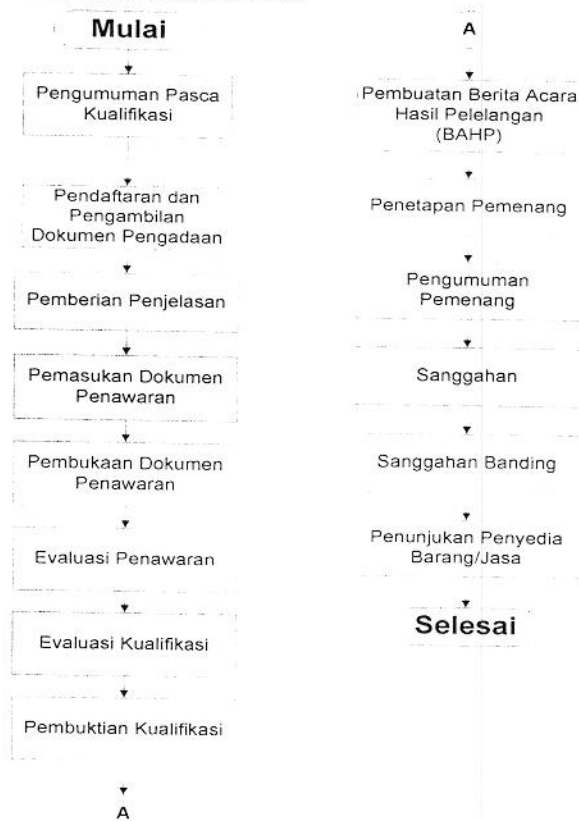 Mulai
Pengumuman Pasca
Kualifikasi
Pendaftaran dan
Pengambilan
Dokumen Pengadaan
Pemberian Penjelasan
Pemasukan Dokumen
Penawaran
Pembukaan Dokumen
Penawaran
Evaluasi Penawaran
Evaluasi Kualifikasi
Pembuktian Kualifikasi
A
A
Pembuatan Berita Acara
Hasil Pelelangan
(BAHP)
Penetapan Pemenang
Pengumuman
Pemenang
Sanggahan
Sanggahan Banding
Penunjukan Penyedia
Barang/Jasa
Selesai